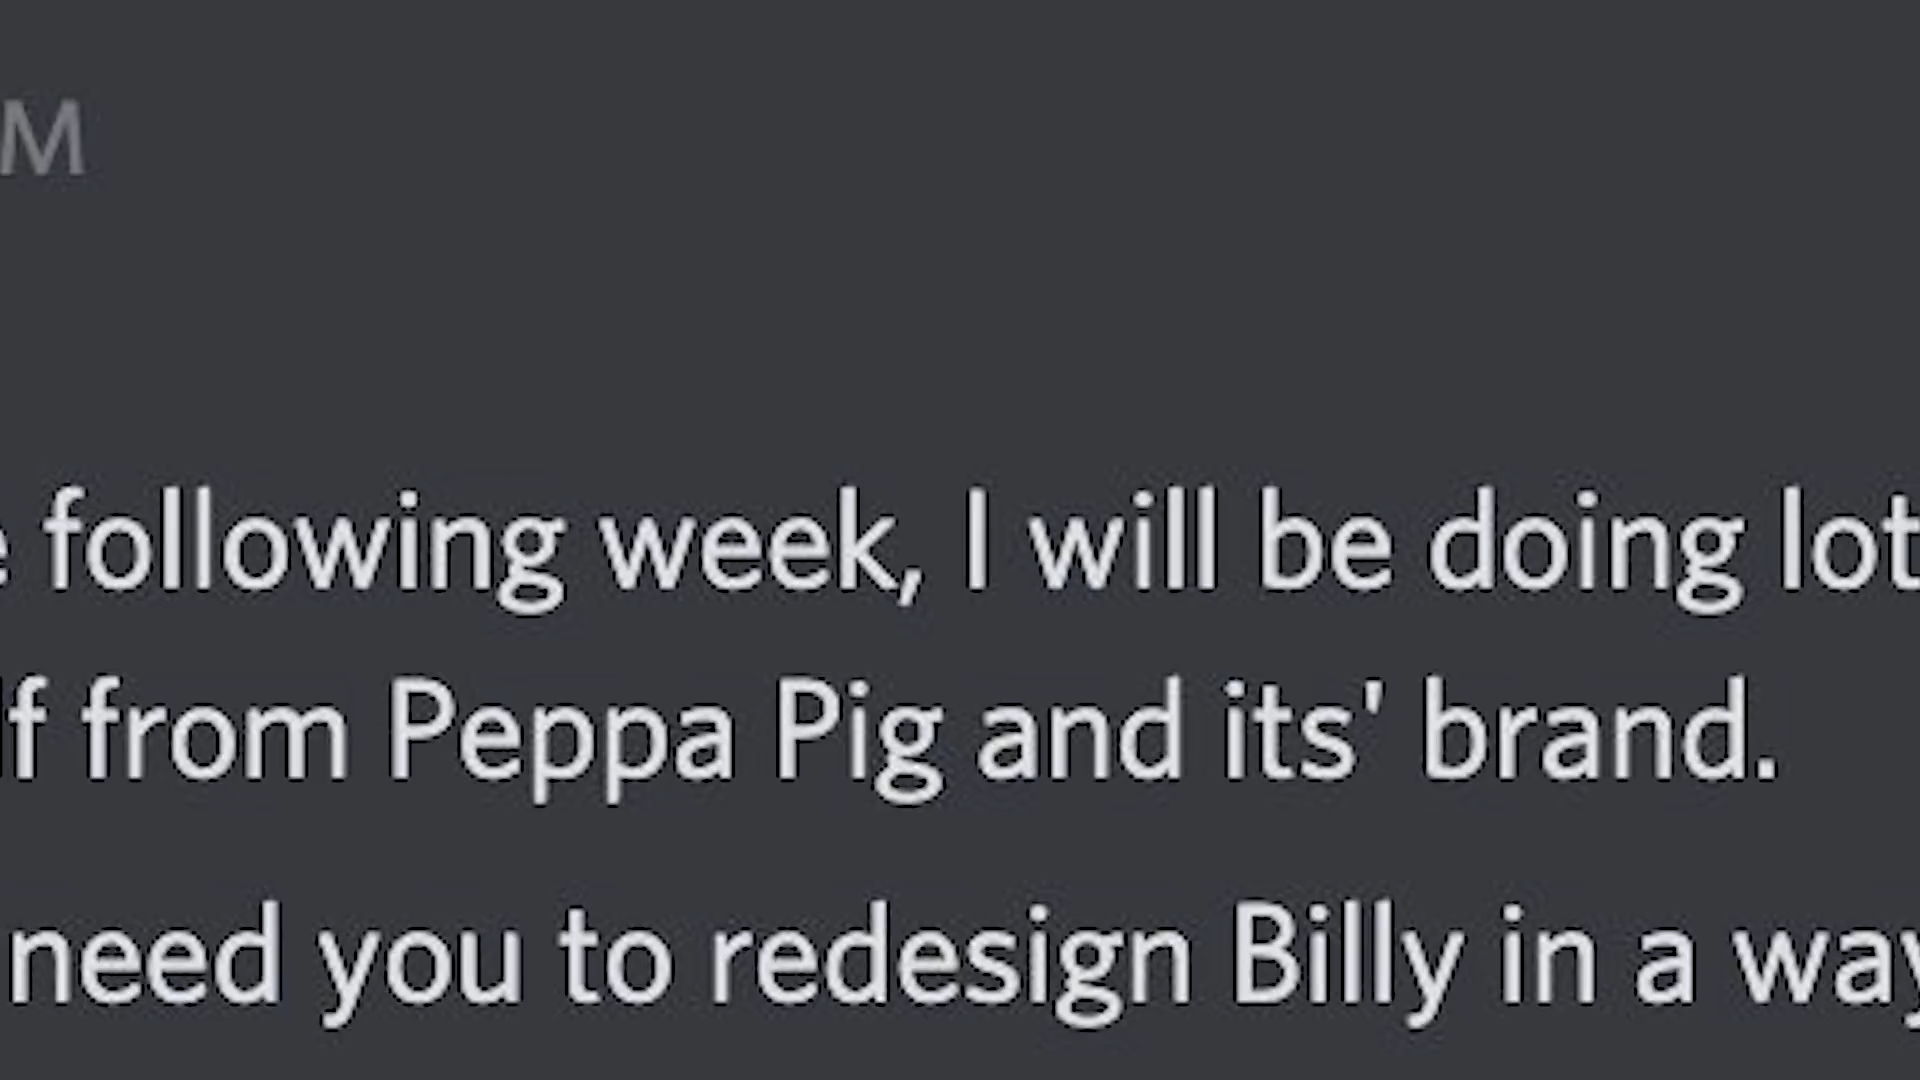 M
following week, I will be doing lot
lf from Peppa Pig and its' brand.
need you to redesign Billy in a way